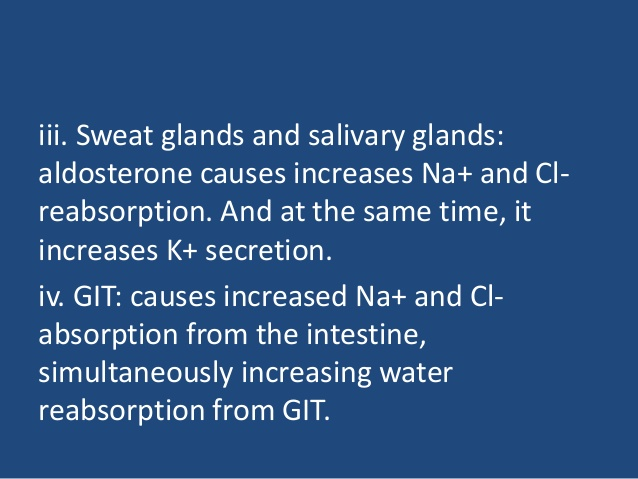 iii. Sweat glands and salivary glands:
aldosterone causes increases Na+ and Cl-
reabsorption. And at the same time, it
increases K+ secretion.
iv. GIT: causes increased Na+ and Cl-
absorption from the intestine,
simultaneously increasing water
reabsorption from GIT.